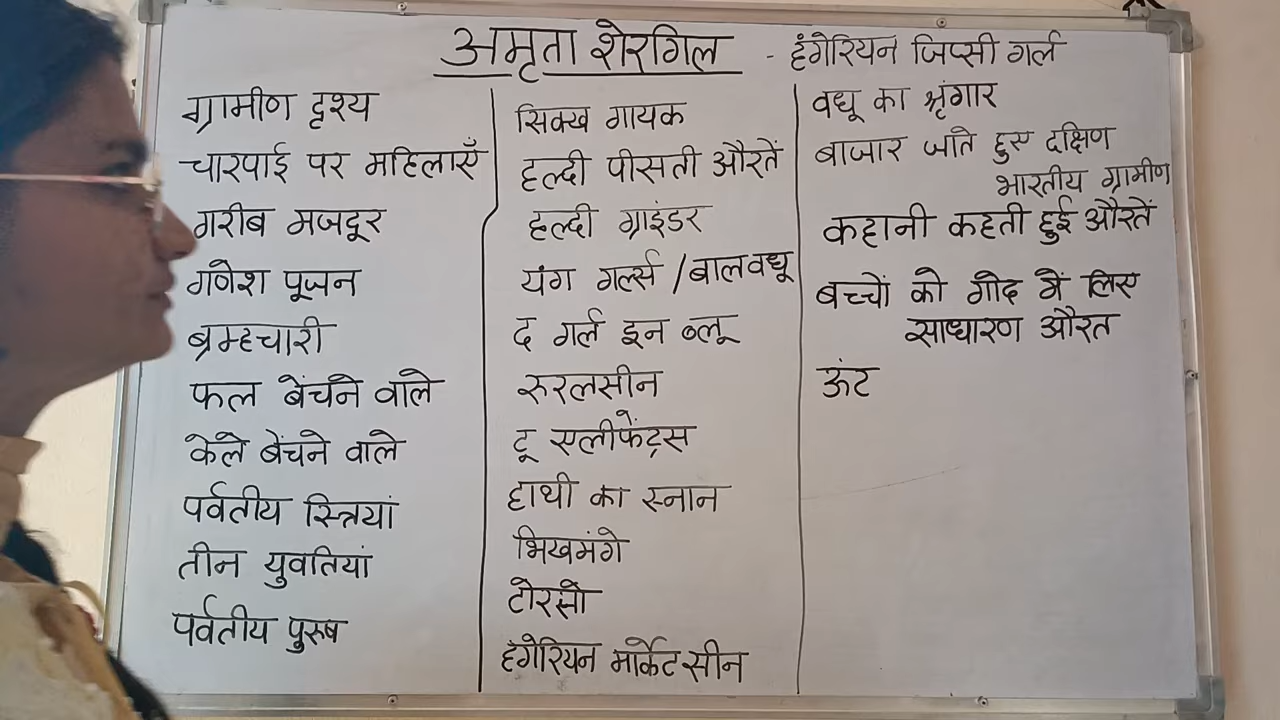 अमृता शेरगिल - हंगेरियन जिप्सी गर्ल
ग्रामीण दृश्य
चारपाई पर महिलाएँ
गरीब मजदूर
गणेश पूजन
ब्रम्हचारी
फल बेंचने वाले
केले बेंचने वाले
पर्वतीय स्त्रियां
तीन युवतियां
पर्वतीय पुरुष
सिक्ख गायक
हल्दी पीसती औरतें
हल्दी ग्राइंडर
यंग गर्ल्स / बालवधू
द गर्ल इन ब्लू
रुरलसीन
टू एलीफेंट्स
हाथी का स्नान
भिखमंगे
टोरसो
हंगेरियन मार्केटसीन
वधू का श्रृंगार
बाजार जाते हुए दक्षिण
भारतीय ग्रामीण
कहानी कहती हुई औरतें
बच्चों को गोद में लिए
साधारण औरत
ऊंट